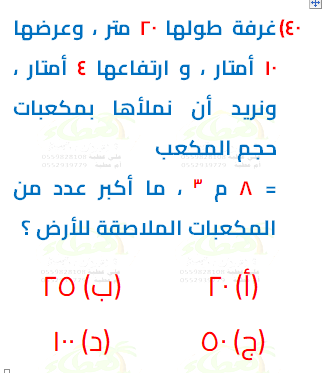 ٤٠)غرفة طولها ٢٠ متر ، وعرضها
١٠ أمتار ، و ارتفاعها ٤ أمتار ،
ونريد أن نملأها بمكعبات
حجم المكعب
= ٨ م ٣ ، ما أكبر عدد من
المكعبات الملاصقة للأرض ؟
(أ) ٢٠ (ب) ٢٥
(ج) ٥٠ (د) ١٠٠